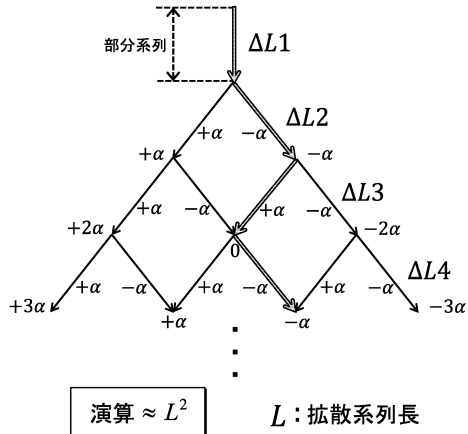 部分系列
ΔL1
ΔL2
+α −α
+α −α
ΔL3
+α −α +α −α
+2α 0 −2α
ΔL4
+α −α +α −α +α −α
+3α +α −α −3α
演算 ≈ L²
L：拡散系列長